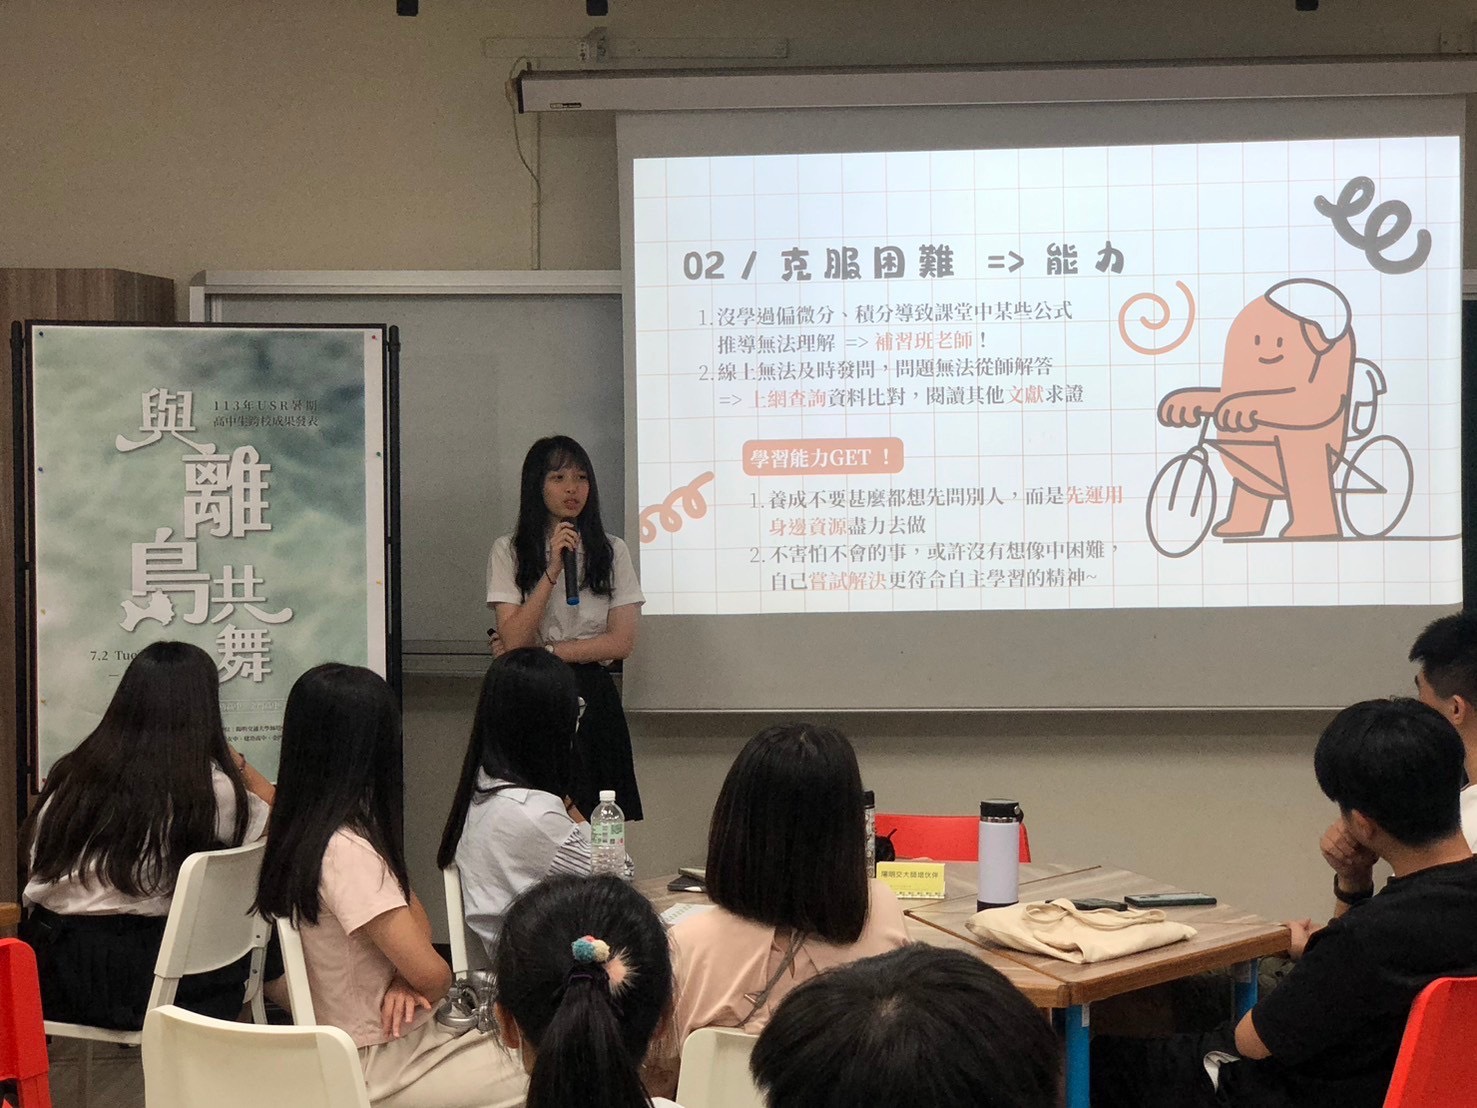 02 / 克服困難 => 能力
1. 沒學過偏微分、積分導致課堂中某些公式
推導無法理解 => 補習班老師！
2. 線上無法及時發問，問題無法從師解答
=> 上網查詢資料比對，閱讀其他文獻求證
學習能力GET ！
1. 養成不要甚麼都想先問別人，而是先運用
身邊資源盡力去做
2. 不害怕不會的事，或許沒有想像中困難，
自己嘗試解決更符合自主學習的精神~
113年USR暑期
高中生跨校成果發表
與
離
島共
舞
7.2 Tue
陽明交大師培伙伴